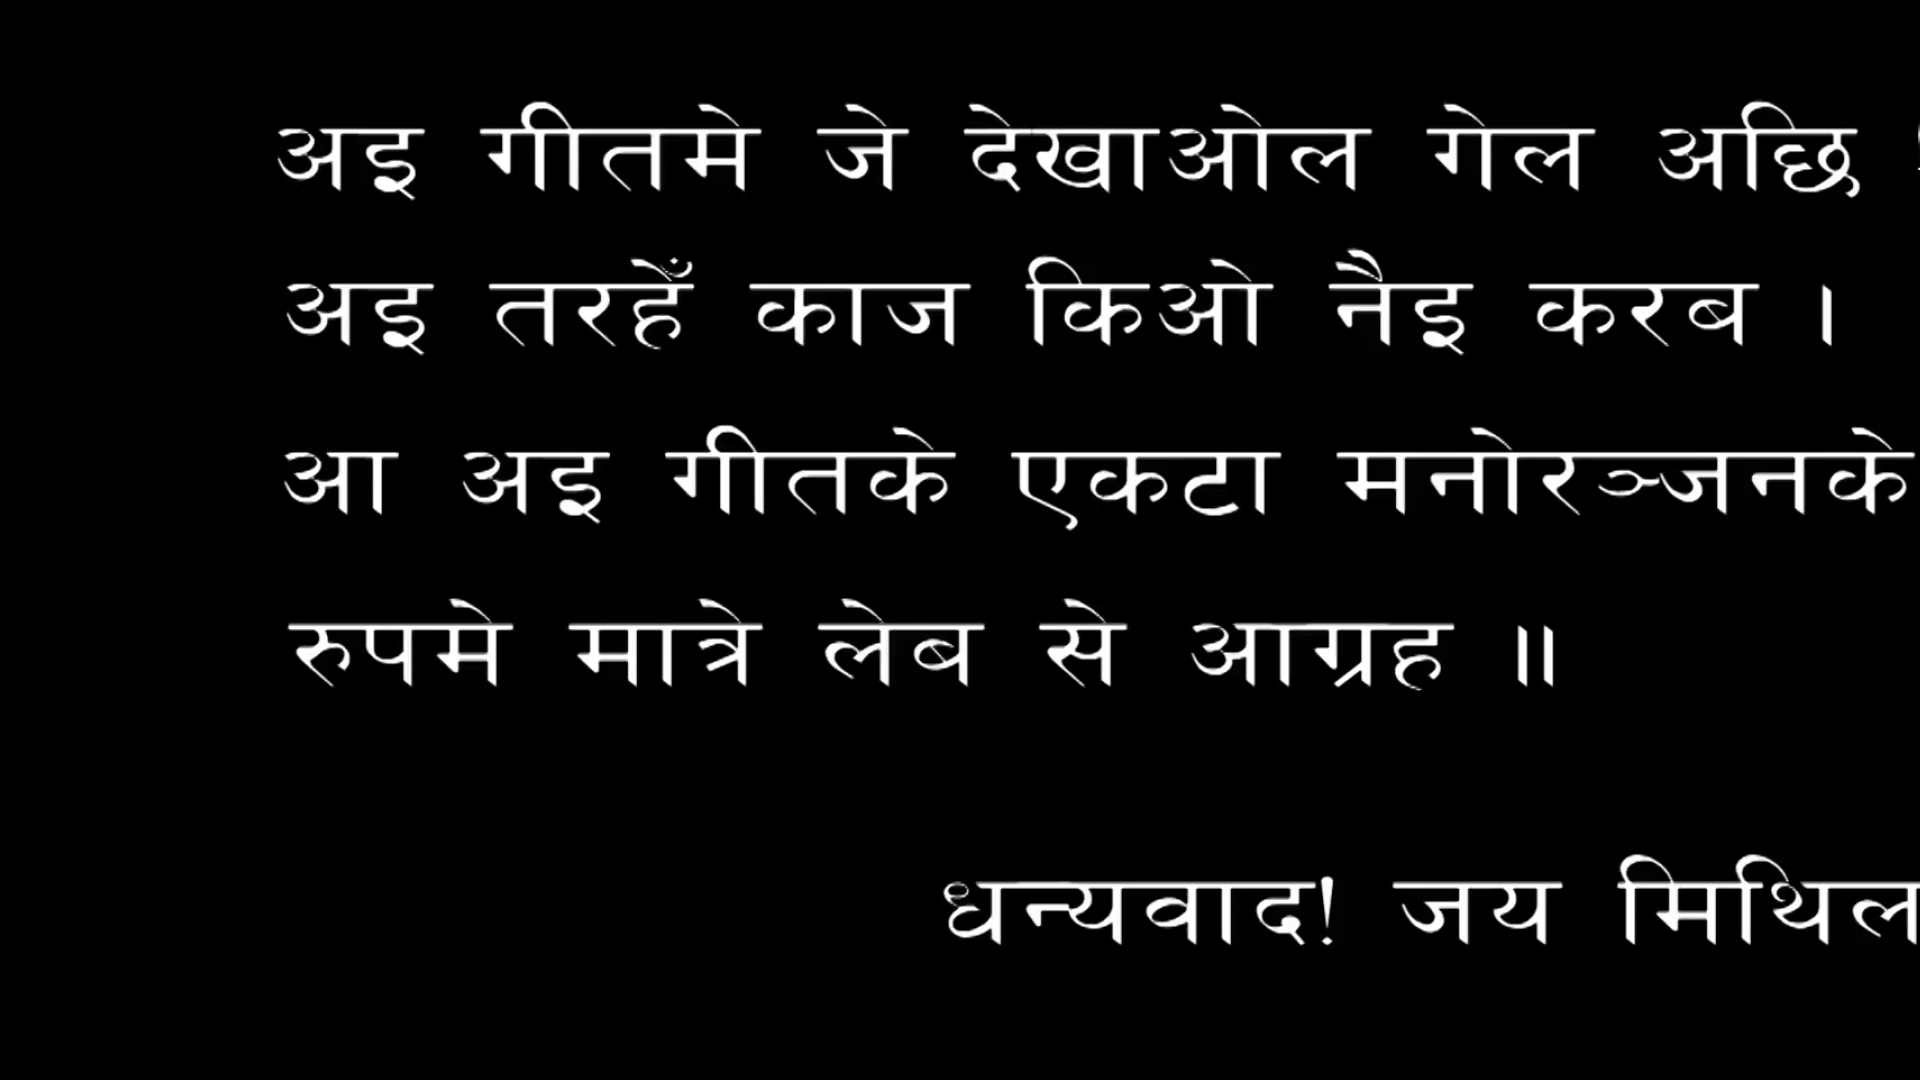 अइ गीतमे जे देखाओल गेल अछि
अइ तरहेँ काज किओ नैइ करब ।
आ अइ गीतके एकटा मनोरञ्जनके
रुपमे मात्रे लेब से आग्रह ॥
धन्यवाद! जय मिथिल